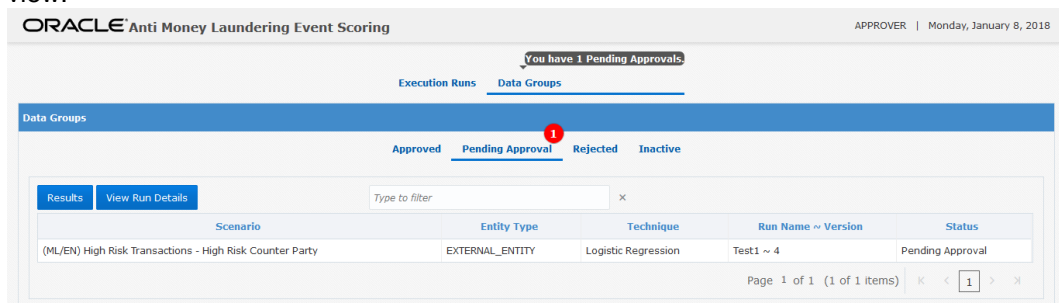 ORACLE Anti Money Laundering Event Scoring APPROVER | Monday, January 8, 2018
You have 1 Pending Approvals.
Execution Runs Data Groups
Data Groups
1
Approved Pending Approval Rejected Inactive
Results View Run Details Type to filter ×
Scenario Entity Type Technique Run Name ~ Version Status
(ML/EN) High Risk Transactions - High Risk Counter Party EXTERNAL_ENTITY Logistic Regression Test1 ~ 4 Pending Approval
Page 1 of 1 (1 of 1 items) K < 1 > X